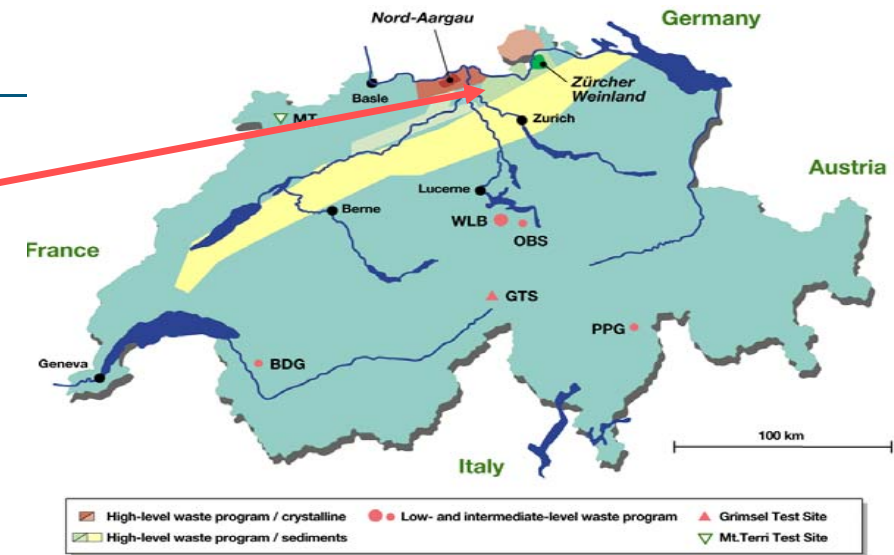 Nord-Aargau
Germany
Basle
Zürcher
Weinland
MT
Zurich
Austria
Lucerne
Berne
WLB
OBS
France
GTS
PPG
BDG
Geneva
100 km
Italy
High-level waste program / crystalline
Low- and intermediate-level waste program
Grimsel Test Site
High-level waste program / sediments
Mt.Terri Test Site